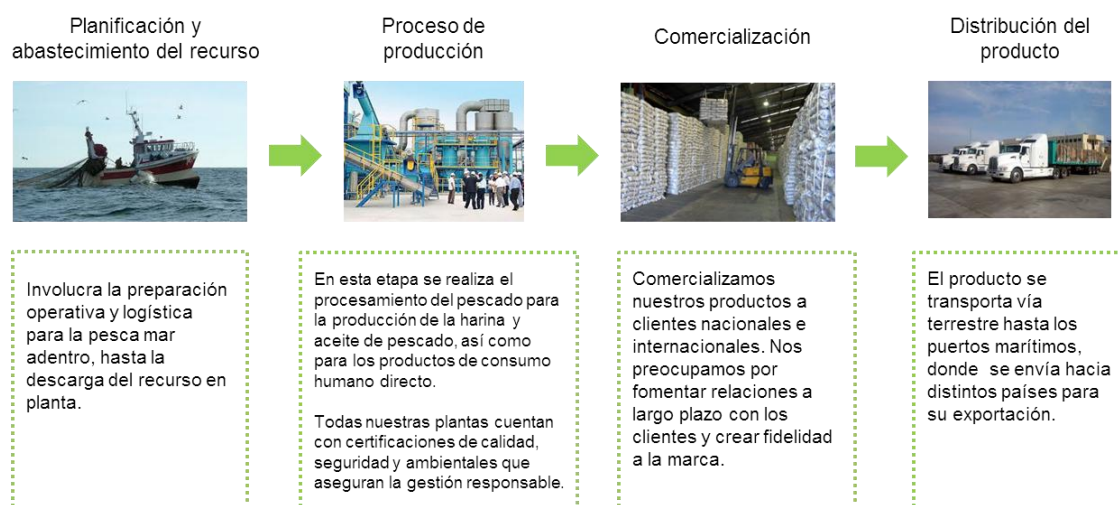 Planificación y
abastecimiento del recurso
Proceso de
producción
Comercialización
Distribución del
producto
Involucra la preparación
operativa y logística
para la pesca mar
adentro, hasta la
descarga del recurso en
planta.
En esta etapa se realiza el
procesamiento del pescado para
la producción de la harina y
aceite de pescado, así como
para los productos de consumo
humano directo.
Todas nuestras plantas cuentan
con certificaciones de calidad,
seguridad y ambientales que
aseguran la gestión responsable.
Comercializamos
nuestros productos a
clientes nacionales e
internacionales. Nos
preocupamos por
fomentar relaciones a
largo plazo con los
clientes y crear fidelidad
a la marca.
El producto se
transporta vía
terrestre hasta los
puertos marítimos,
donde se envía hacia
distintos países para
su exportación.